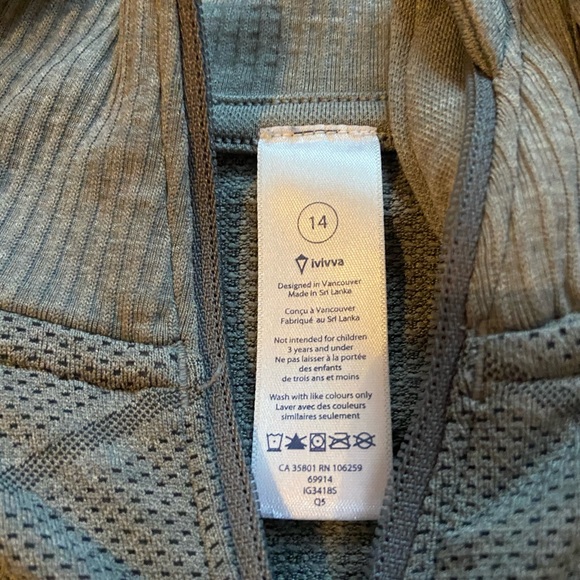 14
ivivva
Designed in Vancouver
Made in Sri Lanka
Conçu à Vancouver
Fabriqué au Sri Lanka
Not intended for children
3 years and under
Ne pas laisser à la portée
des enfants
de trois ans et moins
Wash with like colours only
Laver avec des couleurs
similaires seulement
CA 35801 RN 106259
69914
IG3418S
Q5